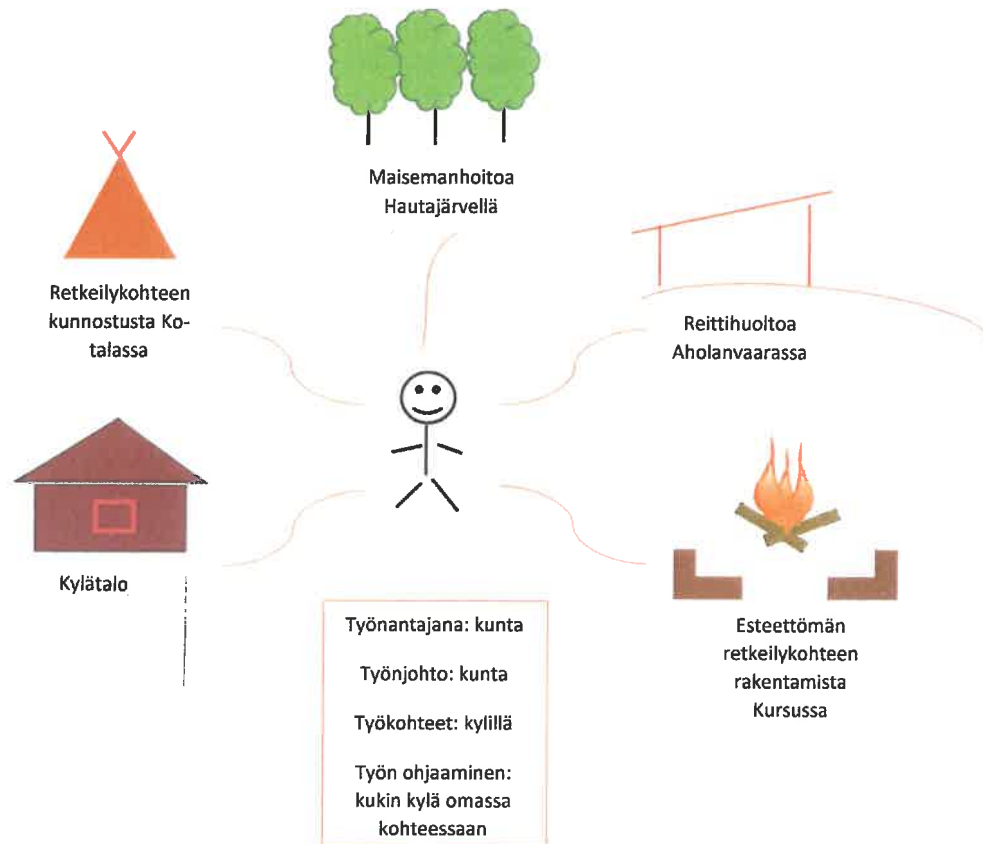 Maisemanhoitoa
Hautajärvellä
Retkeilykohteen
kunnostusta Ko-
talassa
Reittihuoltoa
Aholanvaarassa
Kylätalo
Esteettömän
retkeilykohteen
rakentamista
Kursussa
Työnantajana: kunta
Työnjohto: kunta
Työkohteet: kylillä
Työn ohjaaminen:
kukin kylä omassa
kohteessaan